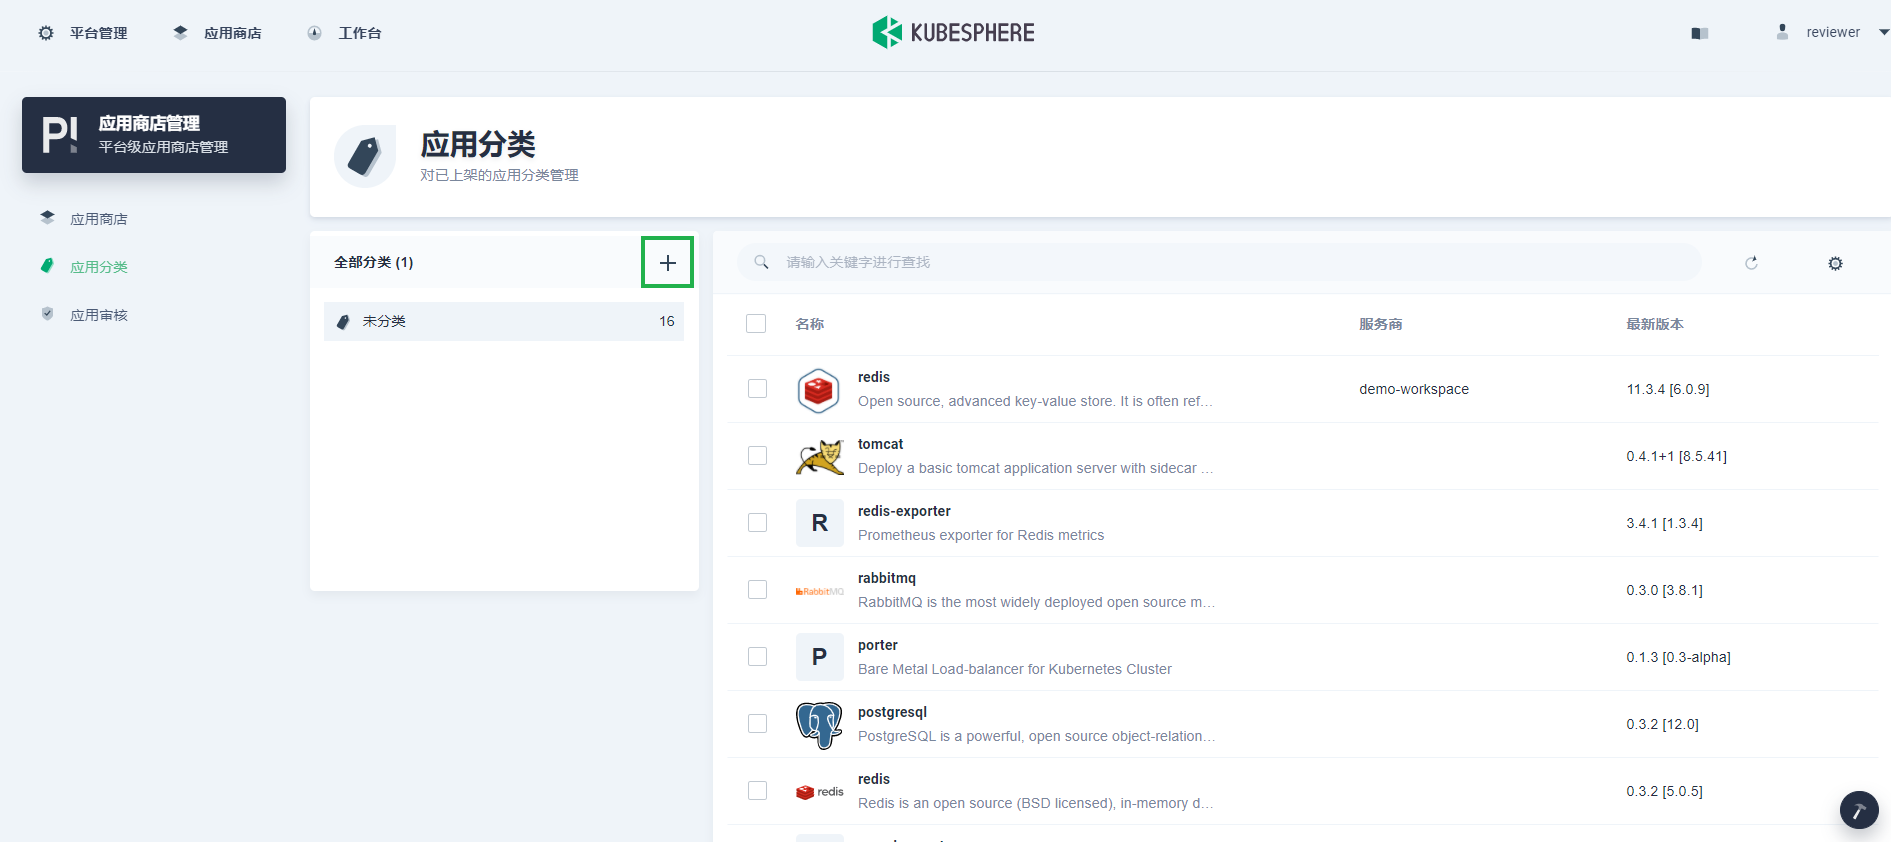 平台管理 应用商店 工作台 KUBESPHERE reviewer
应用商店管理
平台级应用商店管理
应用商店
应用分类
应用审核
应用分类
对已上架的应用分类管理
全部分类 (1)
未分类 16
请输入关键字进行查找
名称 服务商 最新版本
redis
Open source, advanced key-value store. It is often ref…
demo-workspace 11.3.4 [6.0.9]
tomcat
Deploy a basic tomcat application server with sidecar …
0.4.1+1 [8.5.41]
R
redis-exporter
Prometheus exporter for Redis metrics
3.4.1 [1.3.4]
RabbitMQ
rabbitmq
RabbitMQ is the most widely deployed open source m…
0.3.0 [3.8.1]
P
porter
Bare Metal Load-balancer for Kubernetes Cluster
0.1.3 [0.3-alpha]
postgresql
PostgreSQL is a powerful, open source object-relation…
0.3.2 [12.0]
redis
redis
Redis is an open source (BSD licensed), in-memory d…
0.3.2 [5.0.5]